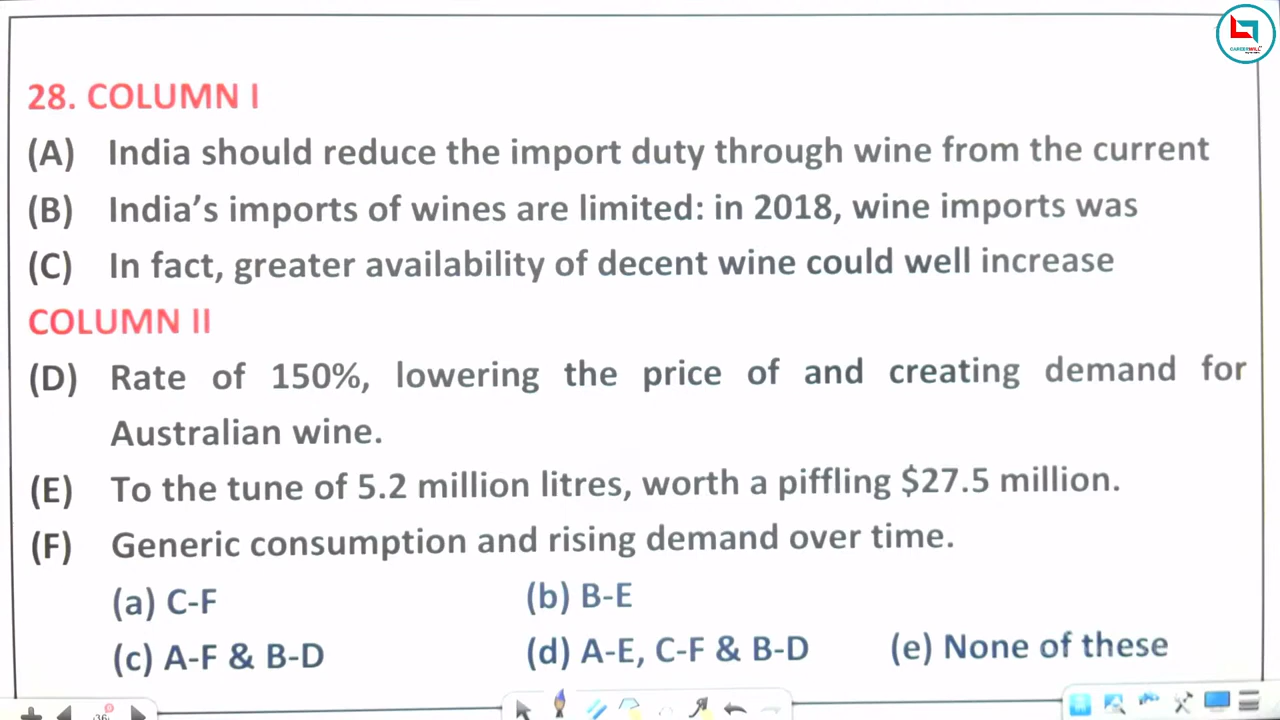 CAREERWILL
28. COLUMN I
(A) India should reduce the import duty through wine from the current
(B) India's imports of wines are limited: in 2018, wine imports was
(C) In fact, greater availability of decent wine could well increase
COLUMN II
(D) Rate of 150%, lowering the price of and creating demand for
Australian wine.
(E) To the tune of 5.2 million litres, worth a piffling $27.5 million.
(F) Generic consumption and rising demand over time.
(a) C-F (b) B-E
(c) A-F & B-D (d) A-E, C-F & B-D (e) None of these
36